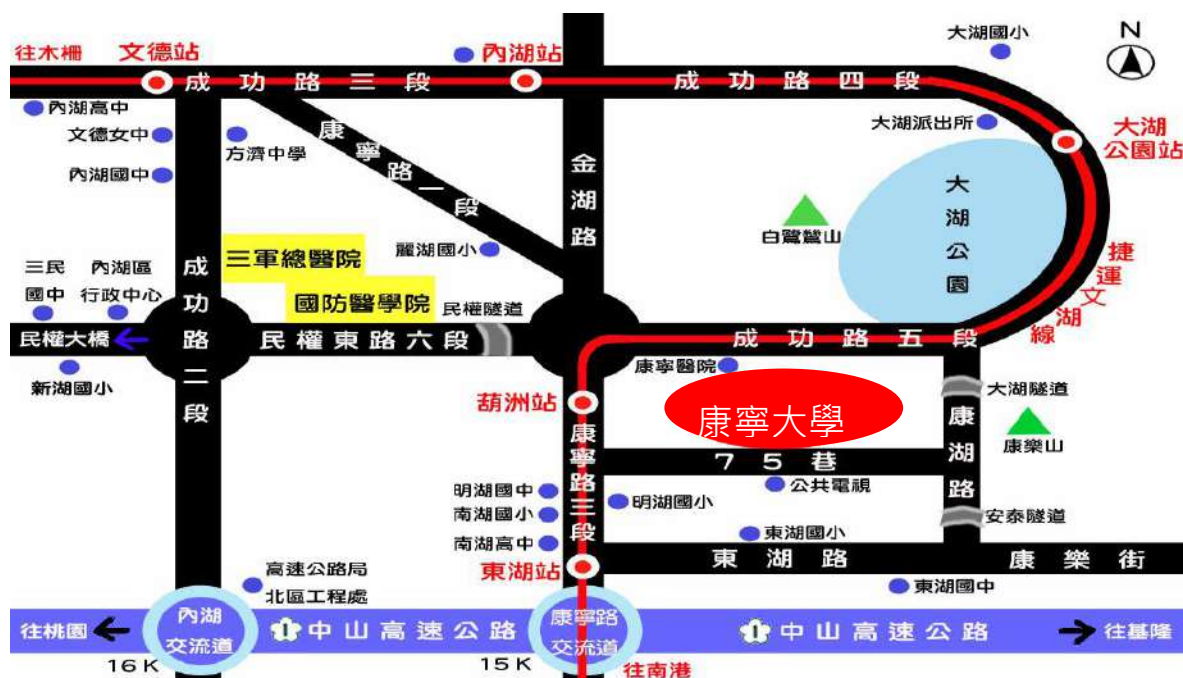 大湖國小
N
往木柵
文德站
內湖站
成功路三段
成功路四段
內湖高中
文德女中
方濟中學
康寧路一段
大湖派出所
大湖
公園站
內湖國中
金湖路
大湖公園
白鷺鷥山
三軍總醫院
麗湖國小
三民
國中
內湖區
行政中心
成功路二段
國防醫學院
民權隧道
捷運文湖線
民權大橋
民權東路六段
成功路五段
新湖國小
康寧醫院
大湖隧道
葫洲站
康寧大學
康湖路
康樂山
康寧路三段
75巷
明湖國中
明湖國小
公共電視
南湖國小
安泰隧道
南湖高中
東湖國小
東湖站
東湖路
康樂街
高速公路局
北區工程處
東湖國中
往桃園
內湖
交流道
1
中山高速公路
康寧路
交流道
1
中山高速公路
往基隆
16K
15K
往南港